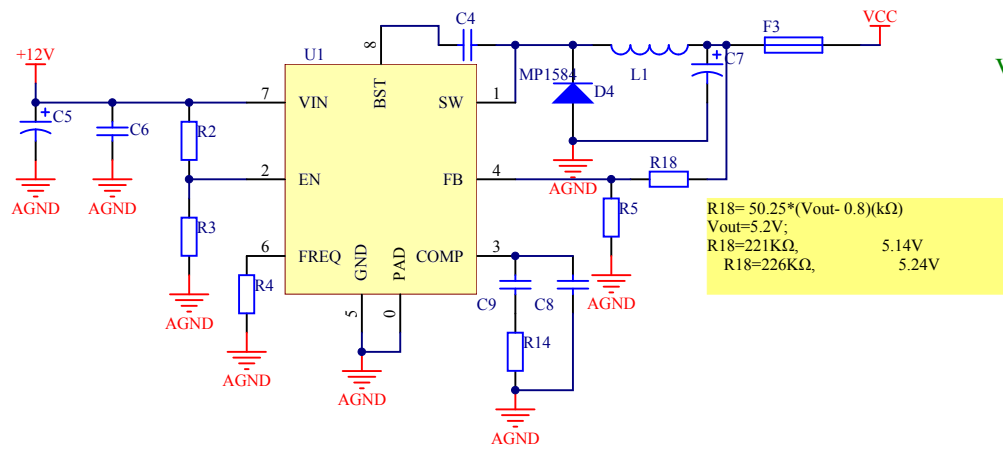 +12V
C5
AGND
C6
AGND
R2
R3
AGND
R4
AGND
U1
MP1584
7 VIN
2 EN
6 FREQ
8 BST
SW 1
FB 4
COMP 3
GND 5
PAD 0
AGND
C4
D4
AGND
L1
C7
F3
VCC
R18
R5
AGND
C9
C8
R14
AGND
R18= 50.25*(Vout- 0.8)(kΩ)
Vout=5.2V;
R18=221KΩ, 5.14V
R18=226KΩ, 5.24V